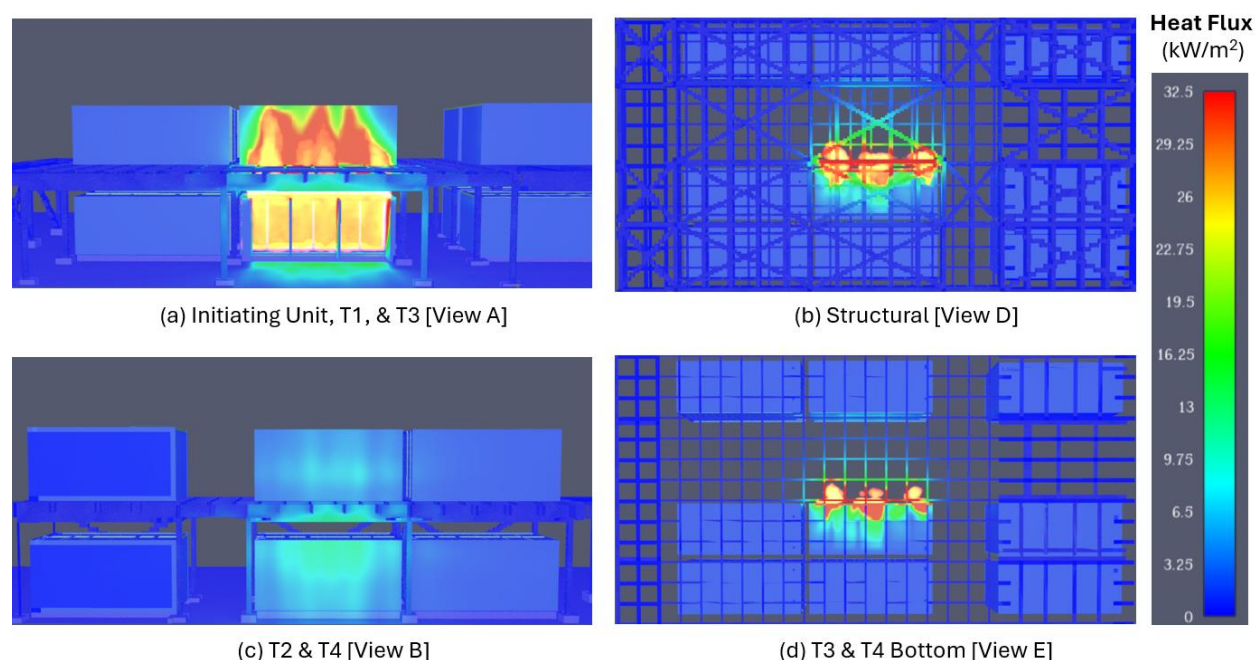 Heat Flux
(kW/m²)
32.5
29.25
26
22.75
19.5
16.25
13
9.75
6.5
3.25
0
(a) Initiating Unit, T1, & T3 [View A]
(b) Structural [View D]
(c) T2 & T4 [View B]
(d) T3 & T4 Bottom [View E]